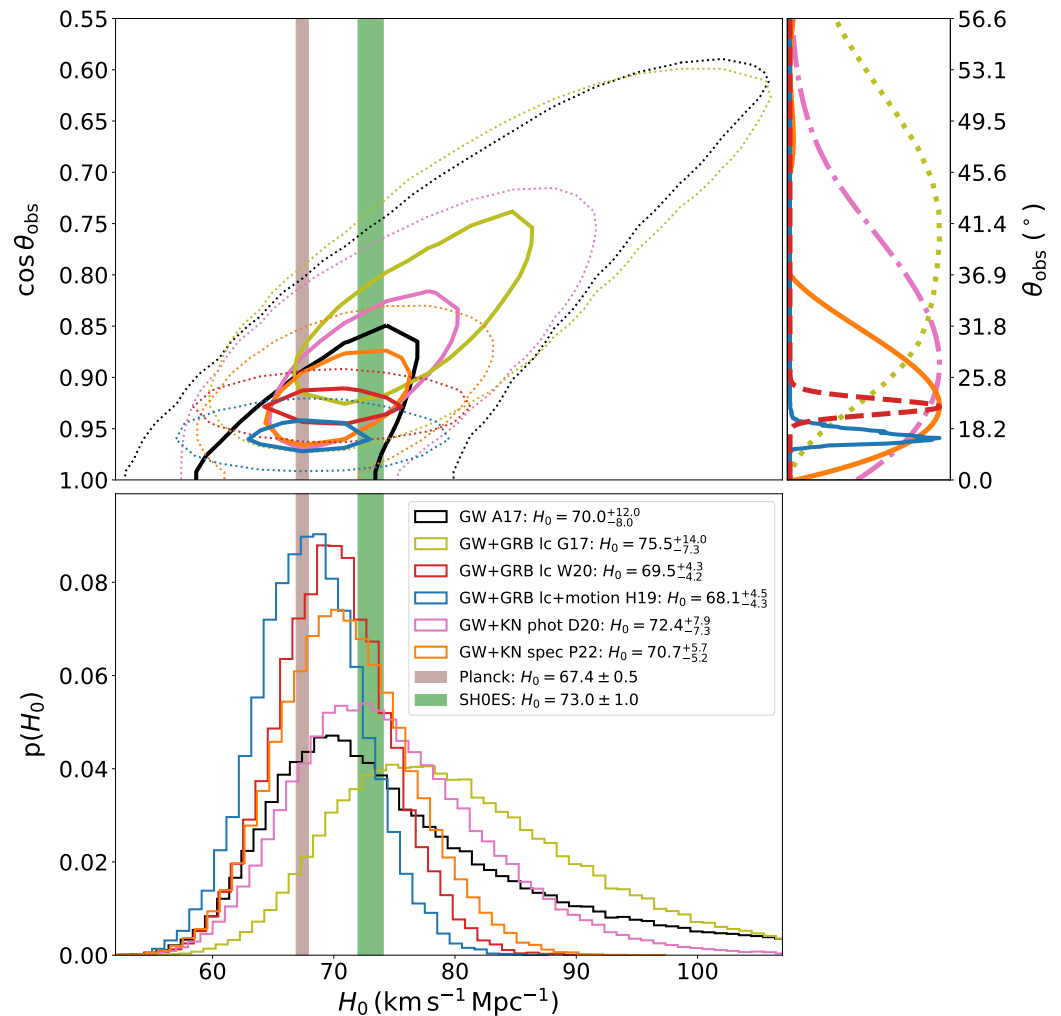 0.55
0.60
0.65
0.70
0.75
0.80
0.85
0.90
0.95
1.00
cos θ_obs
56.6
53.1
49.5
45.6
41.4
36.9
31.8
25.8
18.2
0.0
θ_obs (°)
GW A17: H₀ = 70.0^{+12.0}_{−8.0}
GW+GRB lc G17: H₀ = 75.5^{+14.0}_{−7.3}
GW+GRB lc W20: H₀ = 69.5^{+4.3}_{−4.2}
GW+GRB lc+motion H19: H₀ = 68.1^{+4.5}_{−4.3}
GW+KN phot D20: H₀ = 72.4^{+7.9}_{−7.3}
GW+KN spec P22: H₀ = 70.7^{+5.7}_{−5.2}
Planck: H₀ = 67.4 ± 0.5
SH0ES: H₀ = 73.0 ± 1.0
0.08
0.06
0.04
0.02
0.00
p(H₀)
60 70 80 90 100
H₀ (km s⁻¹ Mpc⁻¹)